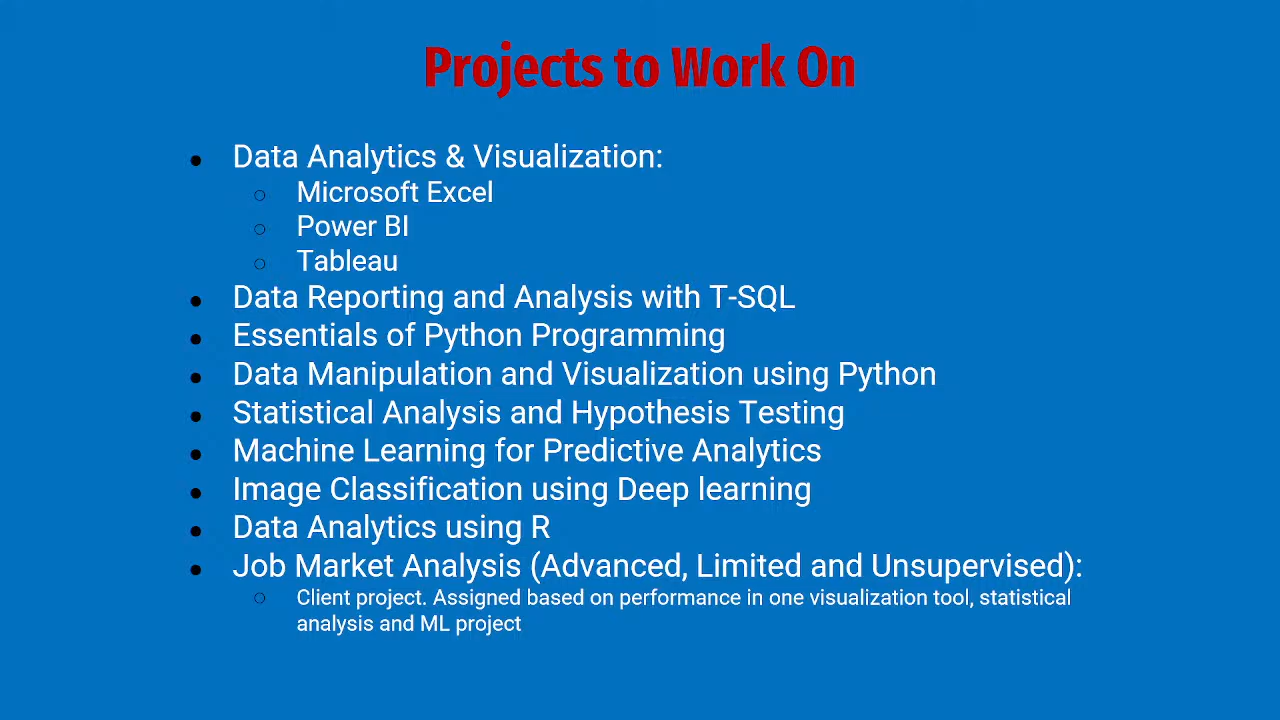 Projects to Work On
● Data Analytics & Visualization:
○ Microsoft Excel
○ Power BI
○ Tableau
● Data Reporting and Analysis with T-SQL
● Essentials of Python Programming
● Data Manipulation and Visualization using Python
● Statistical Analysis and Hypothesis Testing
● Machine Learning for Predictive Analytics
● Image Classification using Deep learning
● Data Analytics using R
● Job Market Analysis (Advanced, Limited and Unsupervised):
○ Client project. Assigned based on performance in one visualization tool, statistical
analysis and ML project